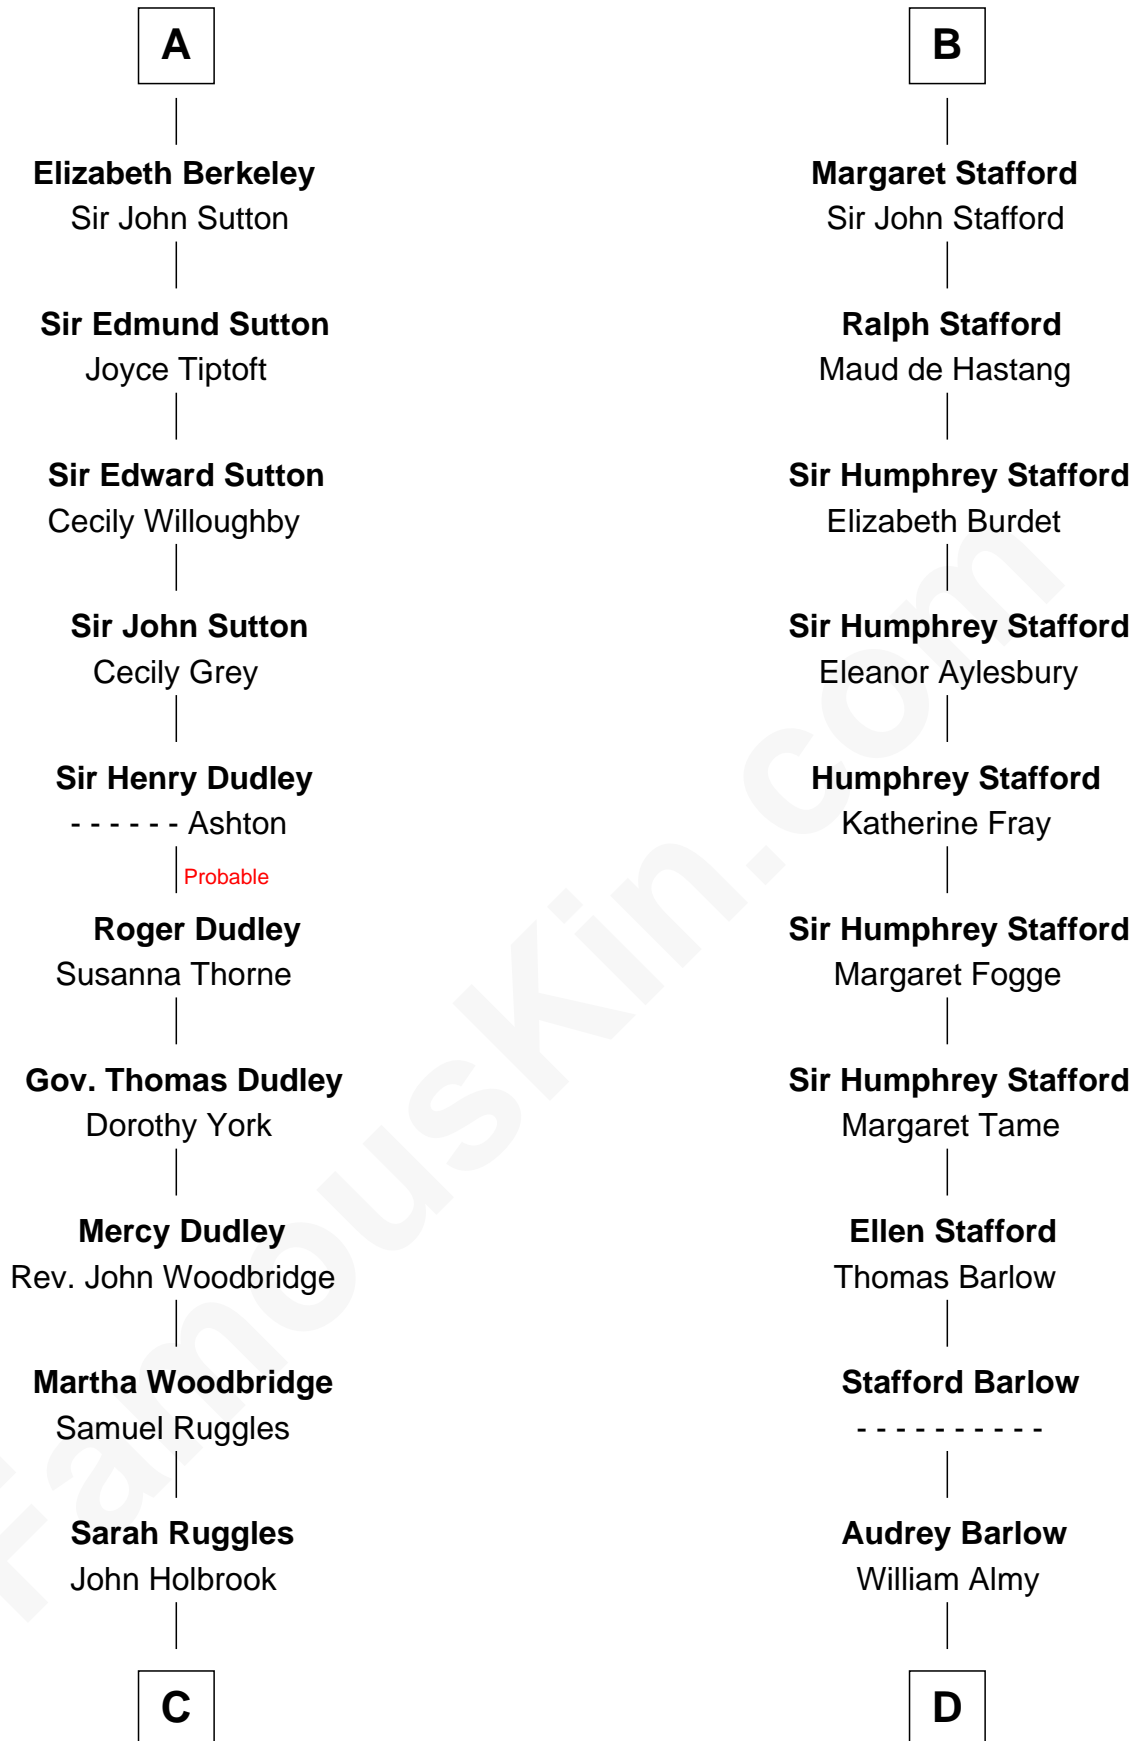 A
Elizabeth Berkeley
Sir John Sutton
Sir Edmund Sutton
Joyce Tiptoft
Sir Edward Sutton
Cecily Willoughby
Sir John Sutton
Cecily Grey
Sir Henry Dudley
- - - - - - Ashton
Probable
Roger Dudley
Susanna Thorne
Gov. Thomas Dudley
Dorothy York
Mercy Dudley
Rev. John Woodbridge
Martha Woodbridge
Samuel Ruggles
Sarah Ruggles
John Holbrook
C
B
Margaret Stafford
Sir John Stafford
Ralph Stafford
Maud de Hastang
Sir Humphrey Stafford
Elizabeth Burdet
Sir Humphrey Stafford
Eleanor Aylesbury
Humphrey Stafford
Katherine Fray
Sir Humphrey Stafford
Margaret Fogge
Sir Humphrey Stafford
Margaret Tame
Ellen Stafford
Thomas Barlow
Stafford Barlow
- - - - - - - - - -
Audrey Barlow
William Almy
D
FamousKin.com